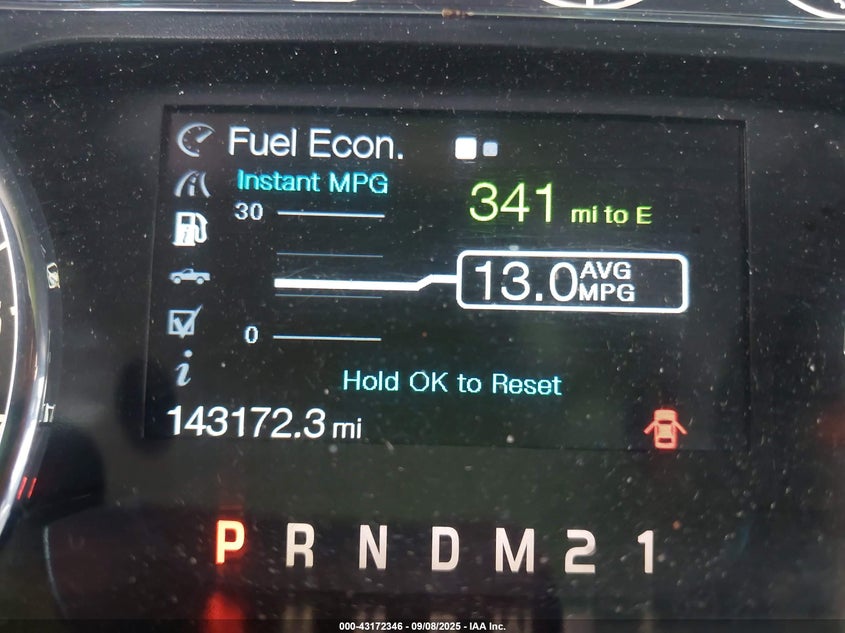 Fuel Econ.
Instant MPG
30
341 mi to E
13.0 AVG MPG
0
Hold OK to Reset
143172.3 mi
P R N D M 2 1
000-43172346 - 09/08/2025 - IAA Inc.